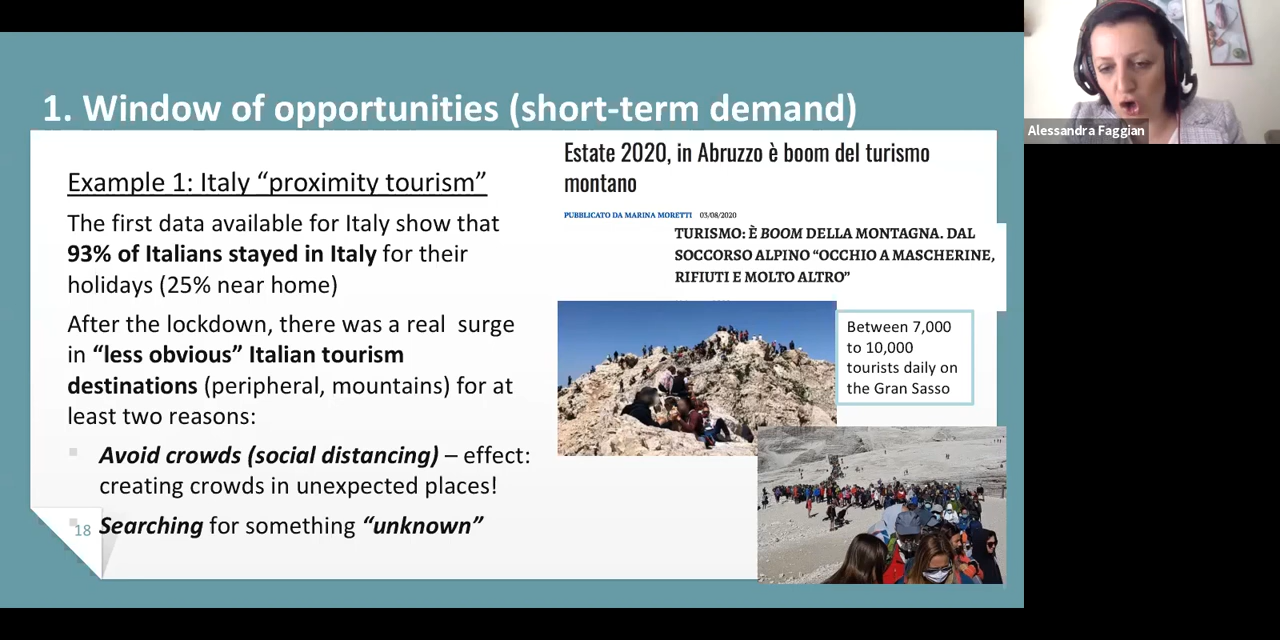 1. Window of opportunities (short-term demand)
Alessandra Faggian
Example 1: Italy “proximity tourism”
The first data available for Italy show that
93% of Italians stayed in Italy for their
holidays (25% near home)
After the lockdown, there was a real surge
in “less obvious” Italian tourism
destinations (peripheral, mountains) for at
least two reasons:
Avoid crowds (social distancing) – effect:
creating crowds in unexpected places!
Searching for something “unknown”
18
Estate 2020, in Abruzzo è boom del turismo
montano
PUBBLICATO DA MARINA MORETTI 03/08/2020
TURISMO: È BOOM DELLA MONTAGNA. DAL
SOCCORSO ALPINO “OCCHIO A MASCHERINE,
RIFIUTI E MOLTO ALTRO”
Between 7,000
to 10,000
tourists daily on
the Gran Sasso